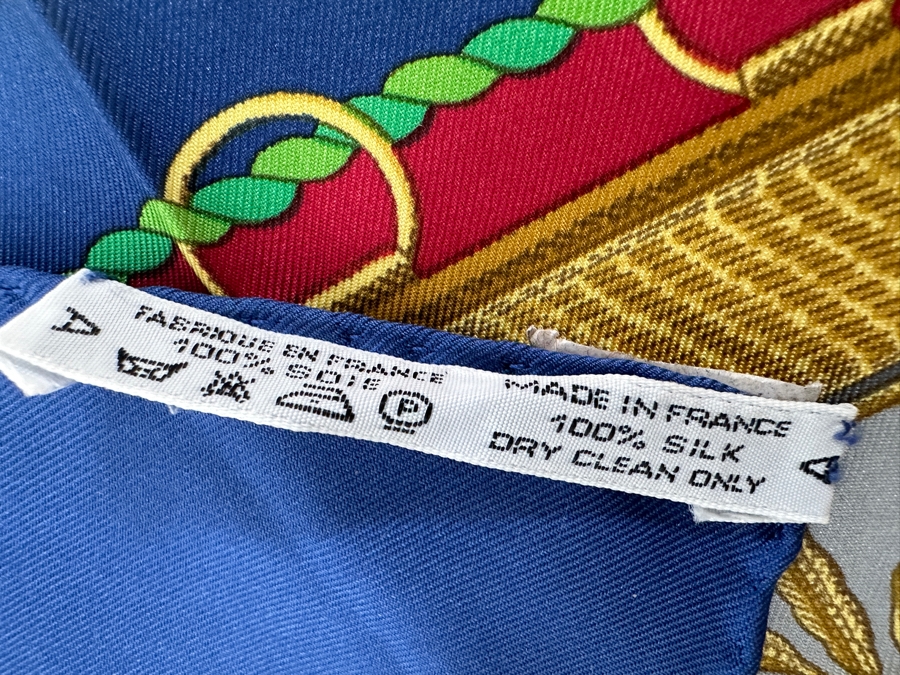 A
FABRIQUE EN FRANCE
100% SOIE
P
MADE IN FRANCE
100% SILK
DRY CLEAN ONLY
A